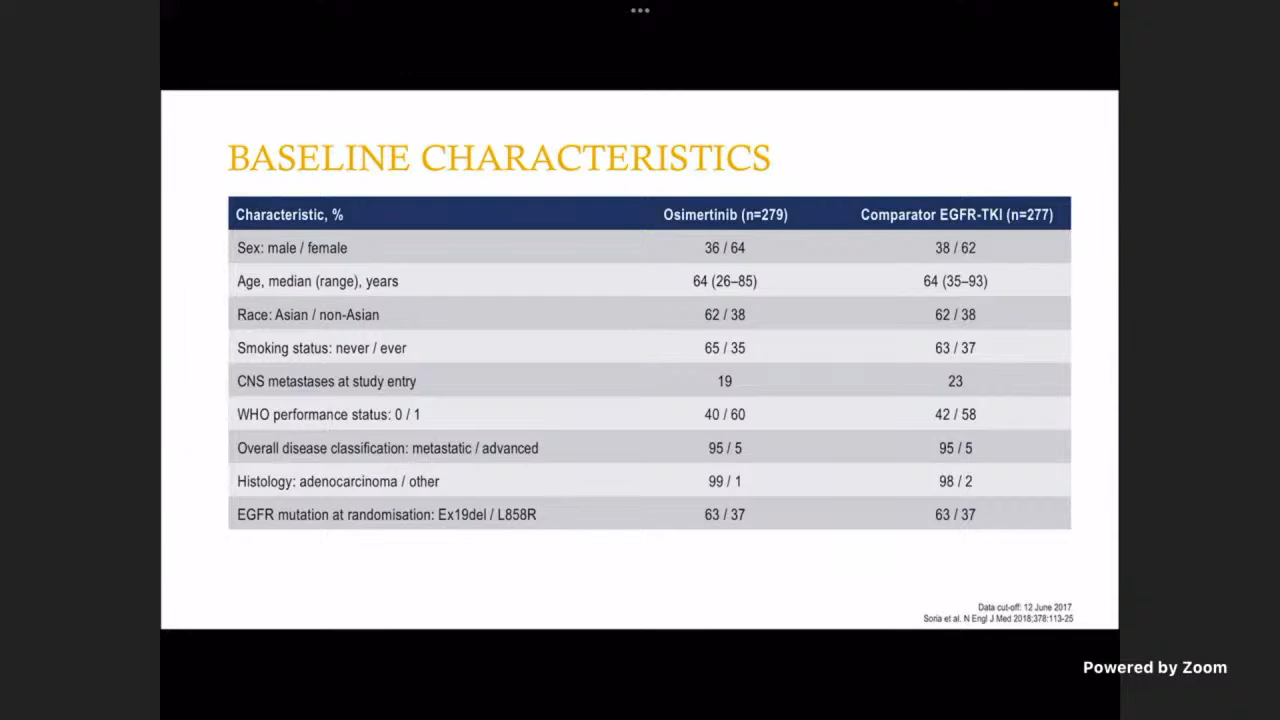 BASELINE CHARACTERISTICS
Characteristic, % Osimertinib (n=279) Comparator EGFR-TKI (n=277)
Sex: male / female 36 / 64 38 / 62
Age, median (range), years 64 (26–85) 64 (35–93)
Race: Asian / non-Asian 62 / 38 62 / 38
Smoking status: never / ever 65 / 35 63 / 37
CNS metastases at study entry 19 23
WHO performance status: 0 / 1 40 / 60 42 / 58
Overall disease classification: metastatic / advanced 95 / 5 95 / 5
Histology: adenocarcinoma / other 99 / 1 98 / 2
EGFR mutation at randomisation: Ex19del / L858R 63 / 37 63 / 37
Data cut-off: 12 June 2017
Soria et al. N Engl J Med 2018;378:113-25
Powered by Zoom